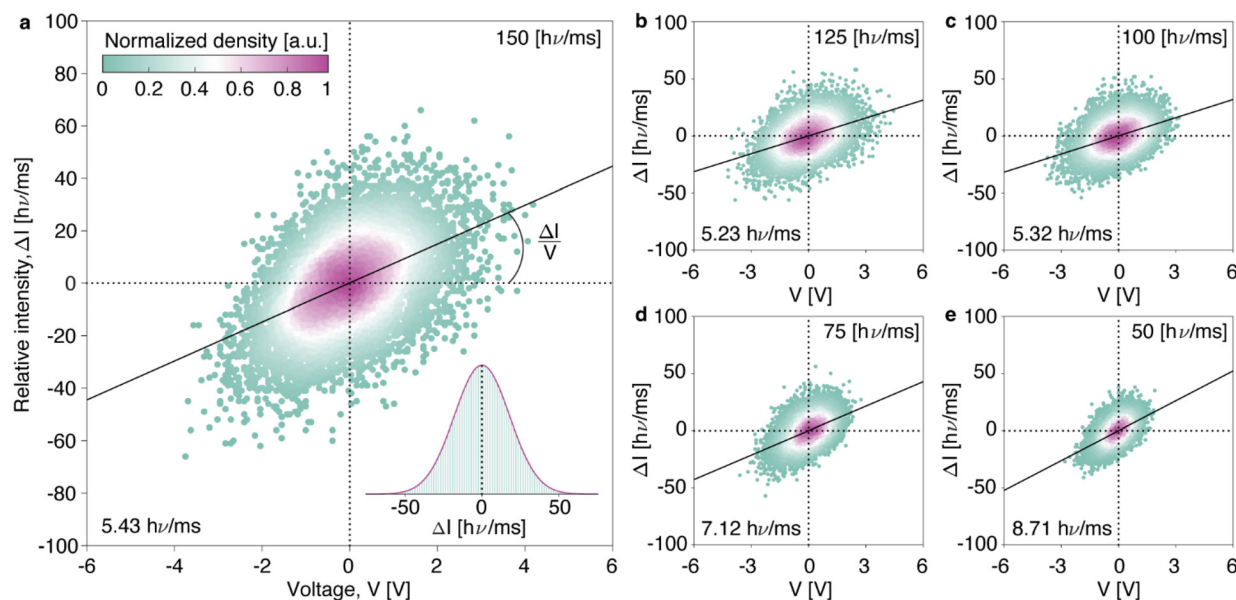 a
Normalized density [a.u.]
0 0.2 0.4 0.6 0.8 1
150 [hν/ms]
Relative intensity, ΔI [hν/ms]
100
80
60
40
20
0
-20
-40
-60
-80
-100
ΔI
V
-50 0 50
ΔI [hν/ms]
5.43 hν/ms
-6 -4 -2 0 2 4 6
Voltage, V [V]
b
125 [hν/ms]
ΔI [hν/ms]
100
50
0
-50
-100
5.23 hν/ms
-6 -3 0 3 6
V [V]
c
100 [hν/ms]
ΔI [hν/ms]
100
50
0
-50
-100
5.32 hν/ms
-6 -3 0 3 6
V [V]
d
75 [hν/ms]
ΔI [hν/ms]
100
50
0
-50
-100
7.12 hν/ms
-6 -3 0 3 6
V [V]
e
50 [hν/ms]
ΔI [hν/ms]
100
50
0
-50
-100
8.71 hν/ms
-6 -3 0 3 6
V [V]